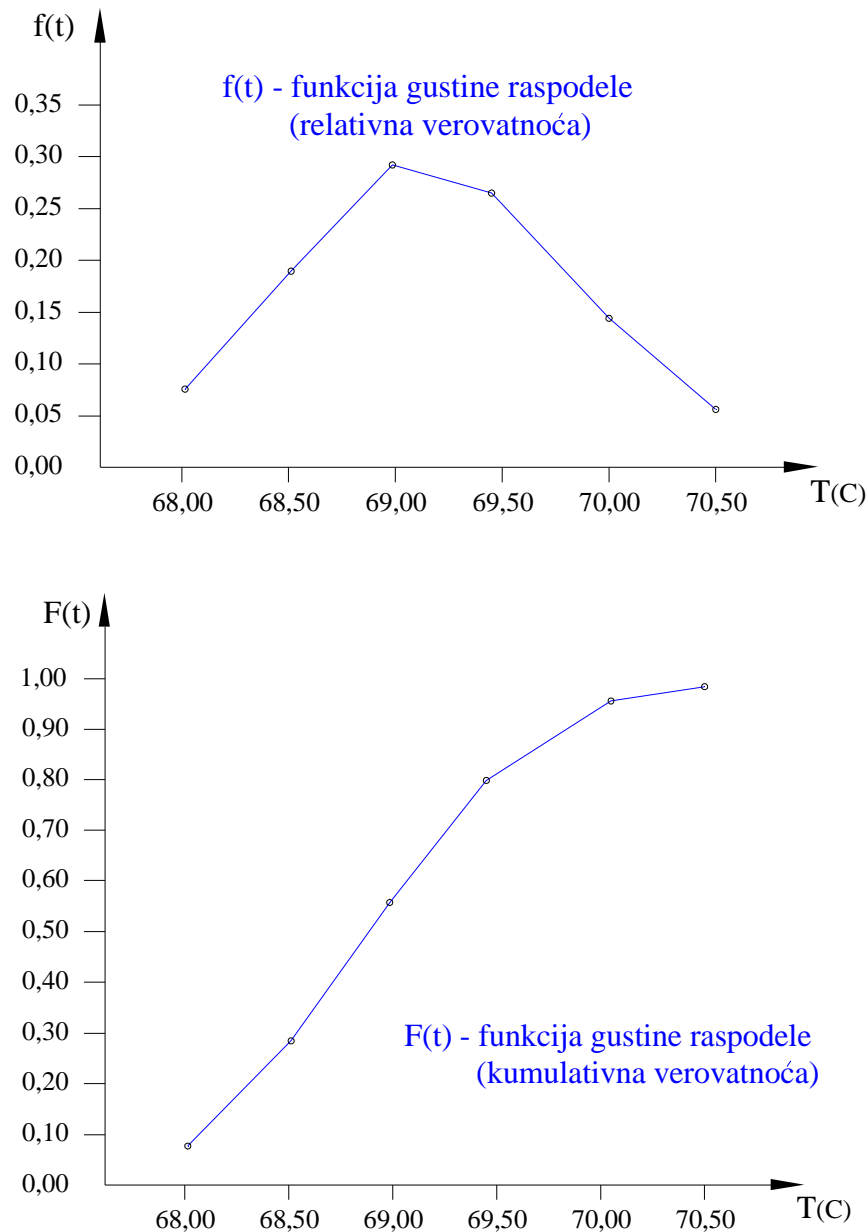 f(t)
f(t) - funkcija gustine raspodele
(relativna verovatnoća)
0,35
0,30
0,25
0,20
0,15
0,10
0,05
0,00
68,00 68,50 69,00 69,50 70,00 70,50
T(C)
F(t)
1,00
0,90
0,80
0,70
0,60
0,50
0,40
0,30
0,20
0,10
0,00
F(t) - funkcija gustine raspodele
(kumulativna verovatnoća)
68,00 68,50 69,00 69,50 70,00 70,50
T(C)